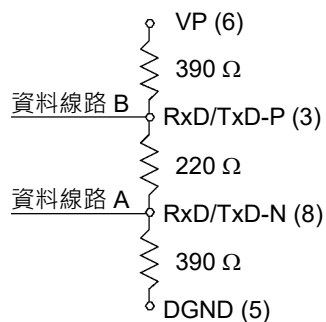 VP (6)
390 Ω
資料線路 B
RxD/TxD-P (3)
220 Ω
資料線路 A
RxD/TxD-N (8)
390 Ω
DGND (5)